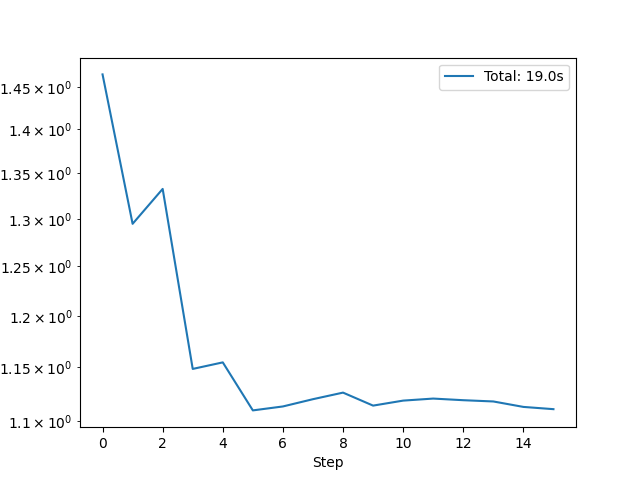 Total: 19.0s
1.45 × 10⁰
1.4 × 10⁰
1.35 × 10⁰
1.3 × 10⁰
1.25 × 10⁰
1.2 × 10⁰
1.15 × 10⁰
1.1 × 10⁰
0 2 4 6 8 10 12 14
Step